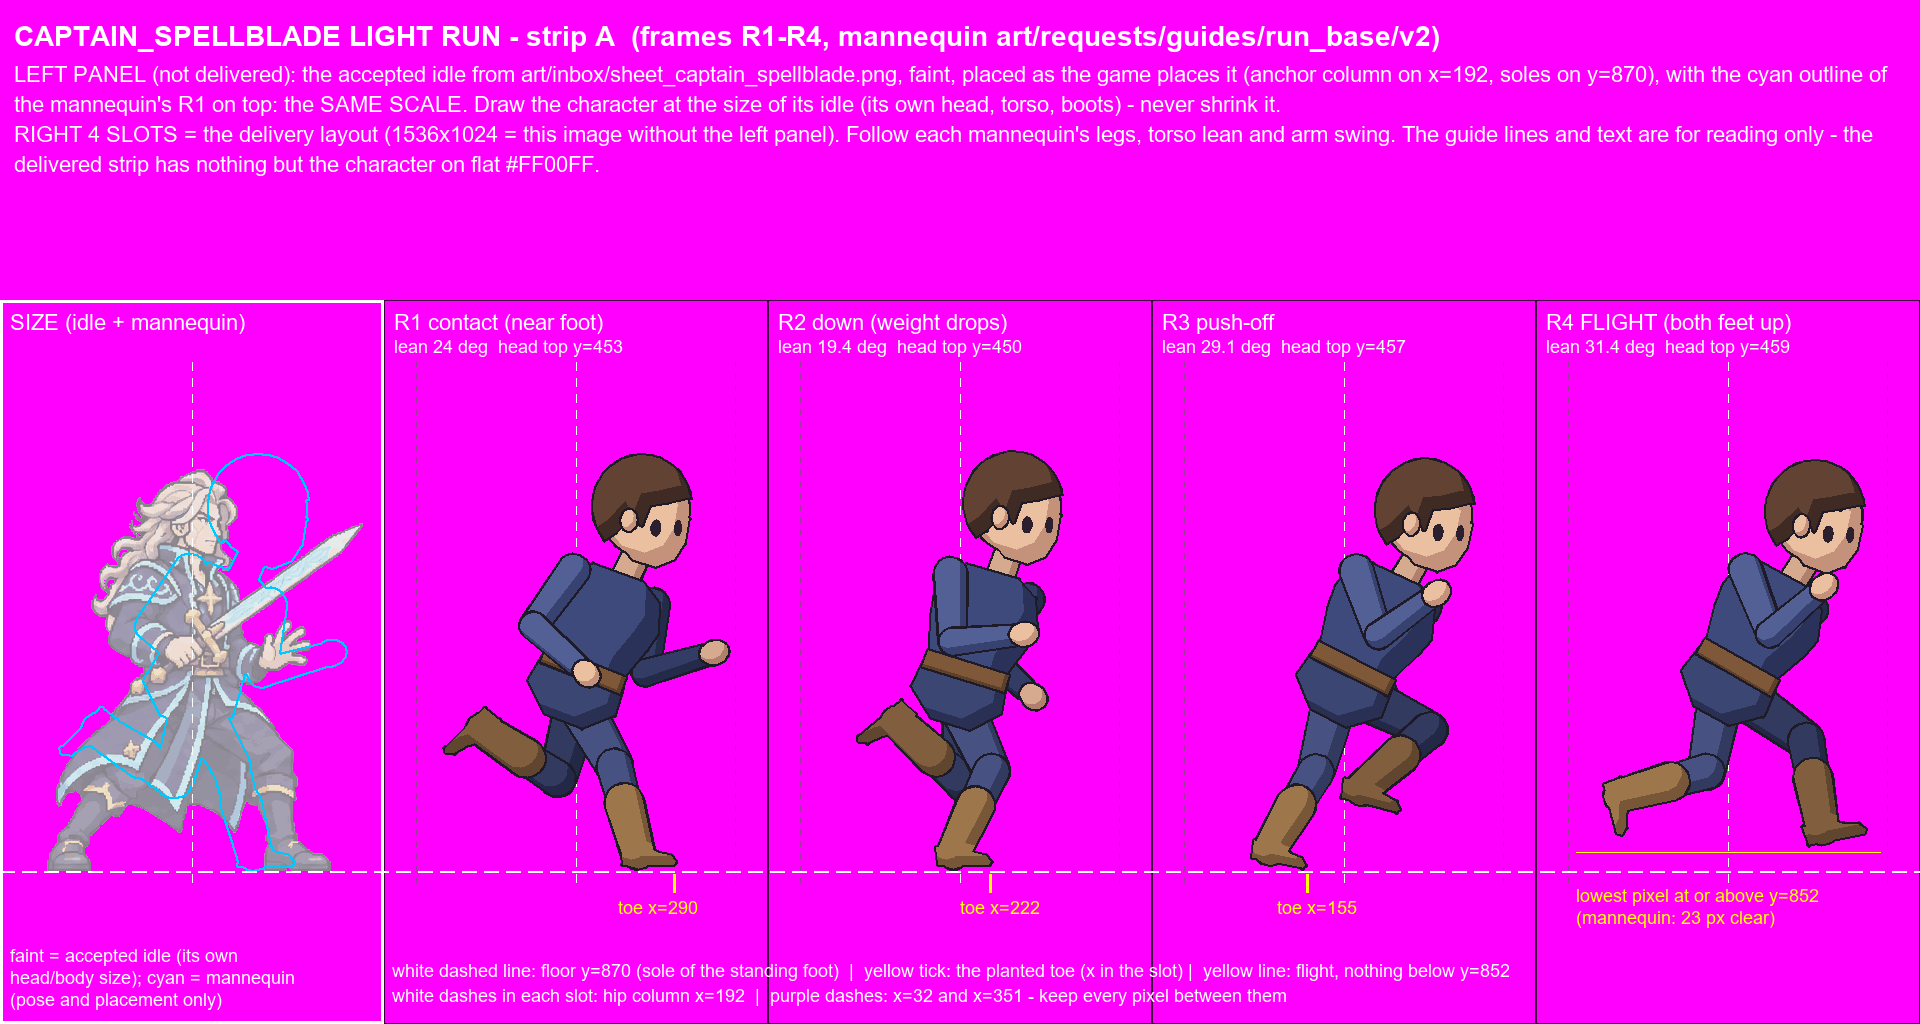 CAPTAIN_SPELLBLADE LIGHT RUN - strip A  (frames R1-R4, mannequin art/requests/guides/run_base/v2)
LEFT PANEL (not delivered): the accepted idle from art/inbox/sheet_captain_spellblade.png, faint, placed as the game places it (anchor column on x=192, soles on y=870), with the cyan outline of
the mannequin's R1 on top: the SAME SCALE. Draw the character at the size of its idle (its own head, torso, boots) - never shrink it.
RIGHT 4 SLOTS = the delivery layout (1536x1024 = this image without the left panel). Follow each mannequin's legs, torso lean and arm swing. The guide lines and text are for reading only - the
delivered strip has nothing but the character on flat #FF00FF.
SIZE (idle + mannequin)
R1 contact (near foot)
lean 24 deg  head top y=453
R2 down (weight drops)
lean 19.4 deg  head top y=450
R3 push-off
lean 29.1 deg  head top y=457
R4 FLIGHT (both feet up)
lean 31.4 deg  head top y=459
toe x=290
toe x=222
toe x=155
lowest pixel at or above y=852
(mannequin: 23 px clear)
faint = accepted idle (its own
head/body size); cyan = mannequin
(pose and placement only)
white dashed line: floor y=870 (sole of the standing foot)  |  yellow tick: the planted toe (x in the slot) |  yellow line: flight, nothing below y=852
white dashes in each slot: hip column x=192  |  purple dashes: x=32 and x=351 - keep every pixel between them